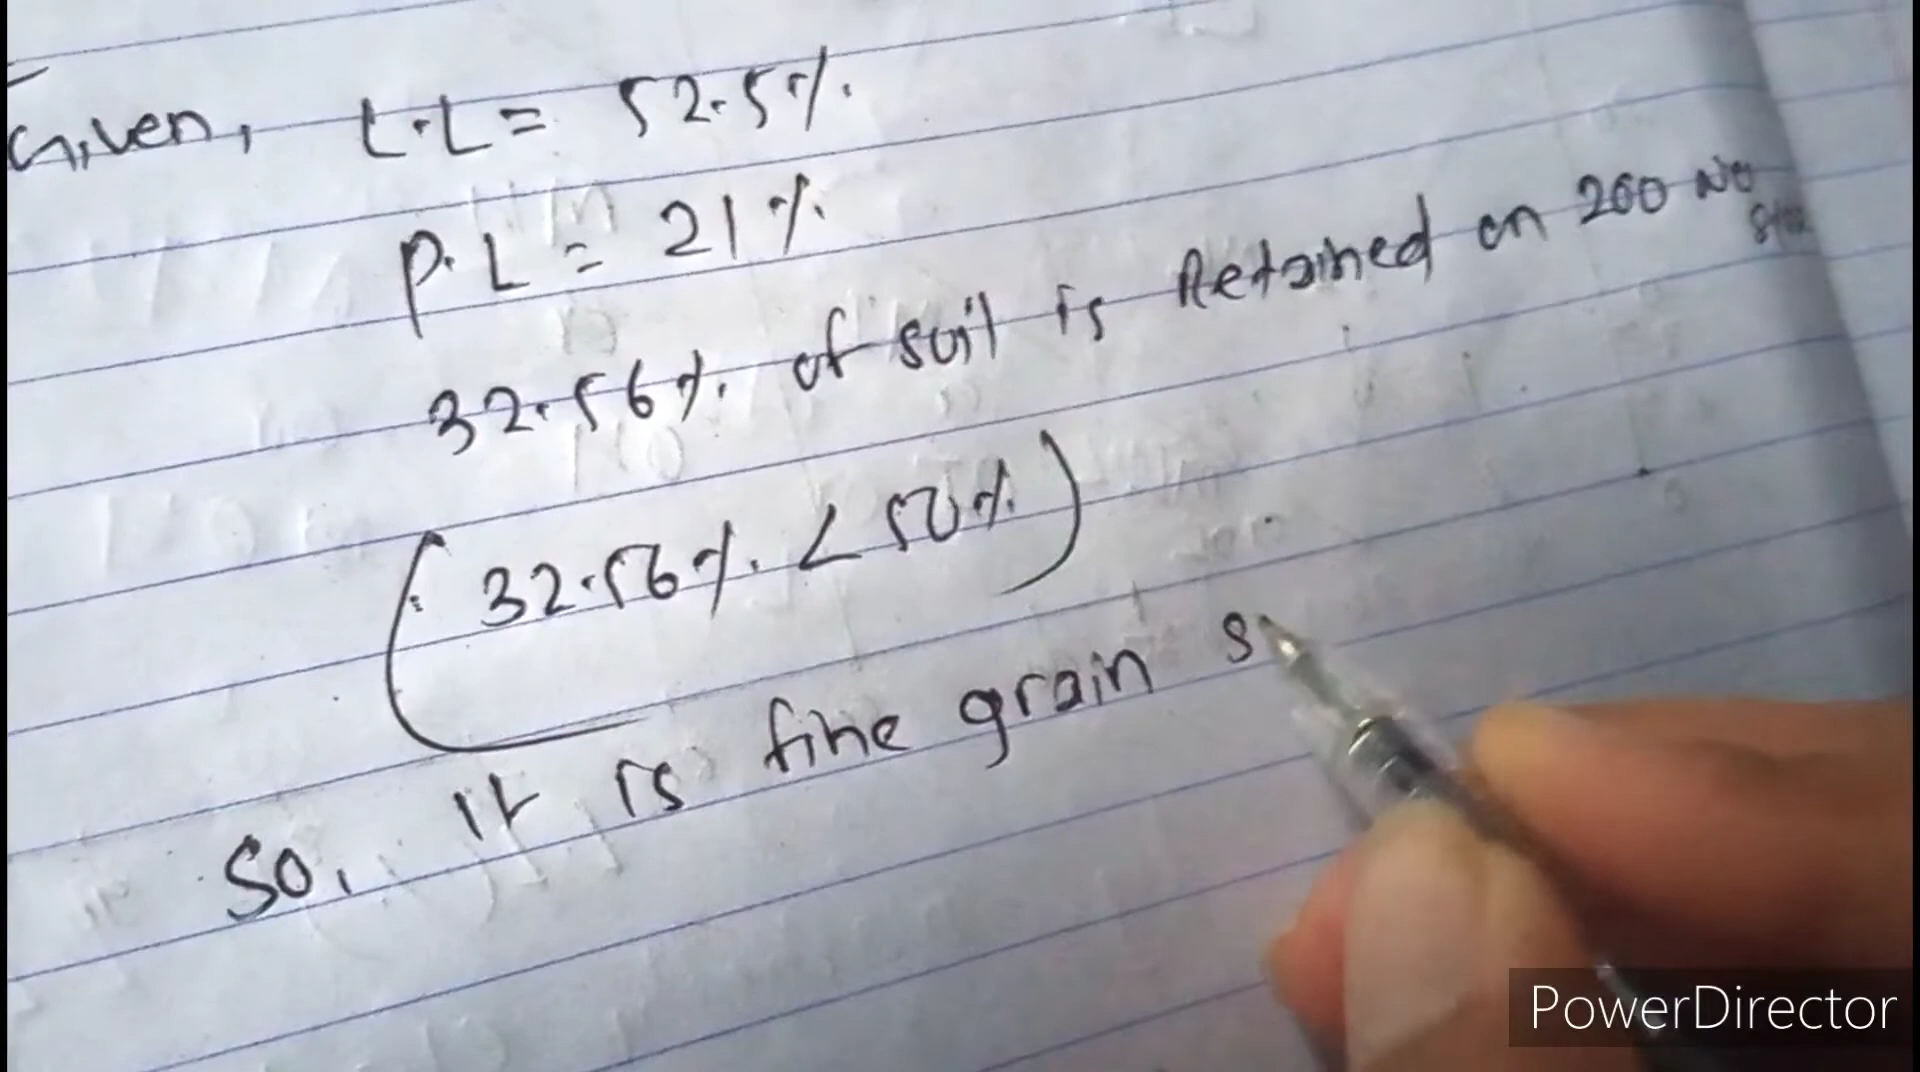 Given, L.L = 52.5%.
P.L = 21%
32.56%. of soil is Retained on 200 No
(32.56%. < 50%)
So, it is fine grain s
PowerDirector